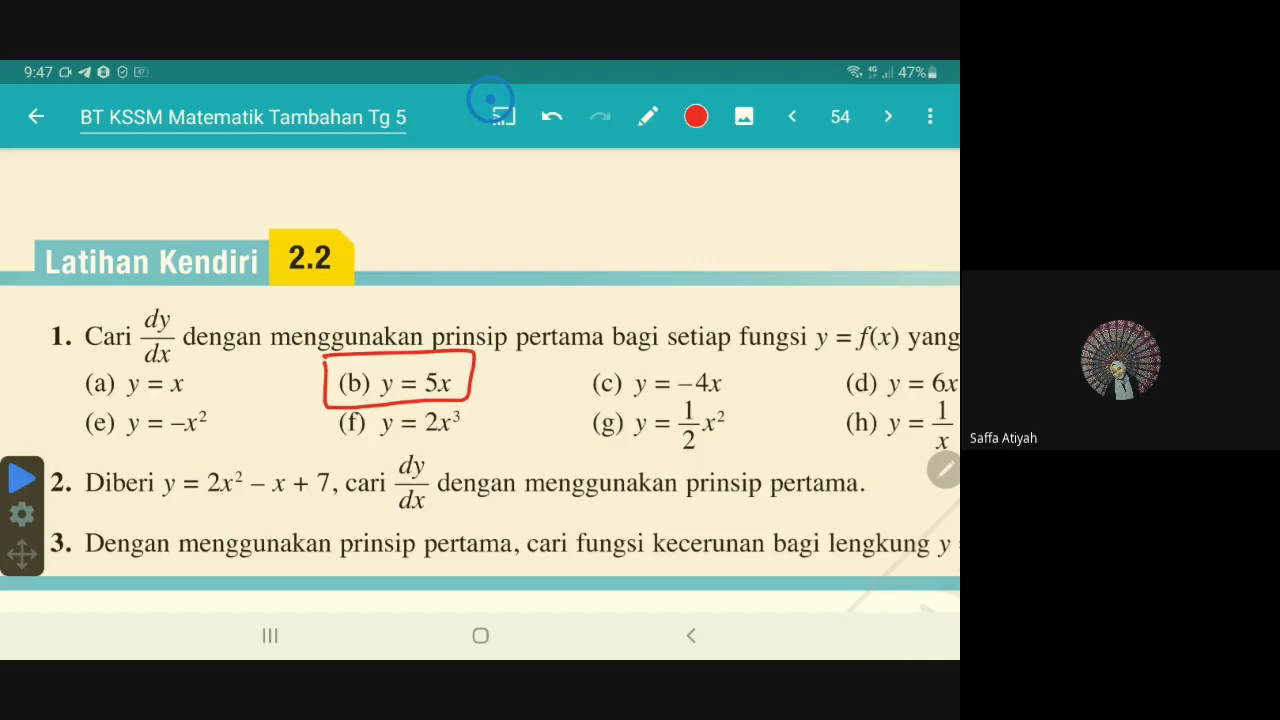 9:47 47%
BT KSSM Matematik Tambahan Tg 5 54
Latihan Kendiri 2.2
1. Cari dy/dx dengan menggunakan prinsip pertama bagi setiap fungsi y = f(x) yang
(a) y = x (b) y = 5x (c) y = –4x (d) y = 6x
(e) y = –x² (f) y = 2x³ (g) y = 1/2 x² (h) y = 1/x
Saffa Atiyah
2. Diberi y = 2x² – x + 7, cari dy/dx dengan menggunakan prinsip pertama.
3. Dengan menggunakan prinsip pertama, cari fungsi kecerunan bagi lengkung y